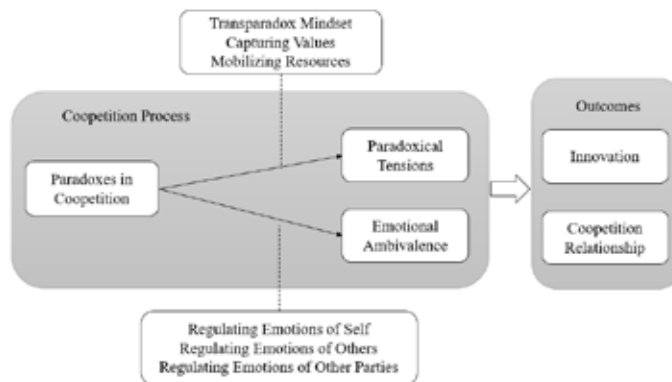 Transparadox Mindset
Capturing Values
Mobilizing Resources
Coopetition Process
Paradoxes in
Coopetition
Paradoxical
Tensions
Emotional
Ambivalence
Outcomes
Innovation
Coopetition
Relationship
Regulating Emotions of Self
Regulating Emotions of Others
Regulating Emotions of Other Parties